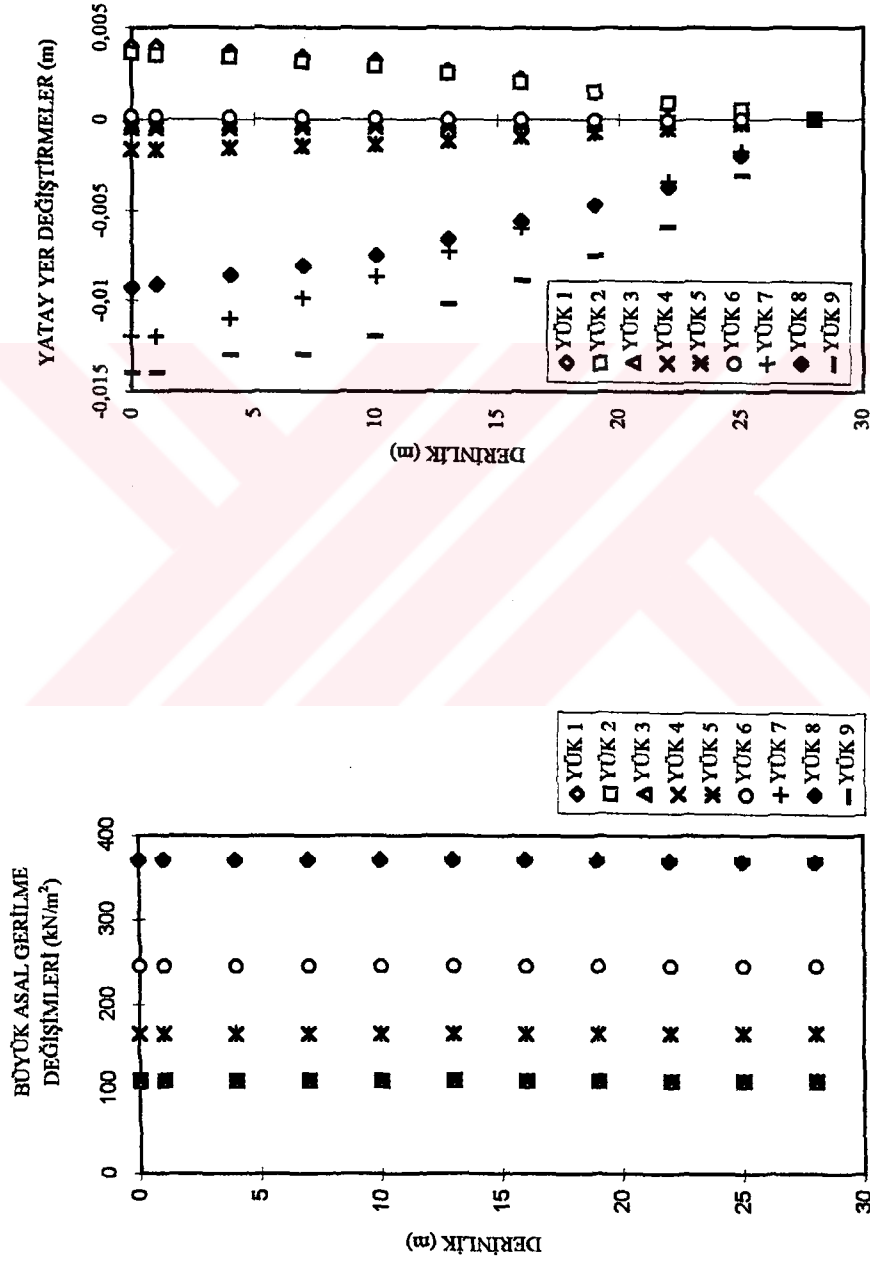 BÜYÜK ASAL GERİLME
DEĞİŞİMLERİ (kN/m²)
0
100
200
300
400
0
5
10
15
20
25
30
DERİNLİK (m)
YÜK 1
YÜK 2
YÜK 3
YÜK 4
YÜK 5
YÜK 6
YÜK 7
YÜK 8
YÜK 9
YATAY YER DEĞİŞTİRMELER (m)
-0,015
-0,01
-0,005
0
0,005
0
5
10
15
20
25
30
DERİNLİK (m)
YÜK 1
YÜK 2
YÜK 3
YÜK 4
YÜK 5
YÜK 6
YÜK 7
YÜK 8
YÜK 9